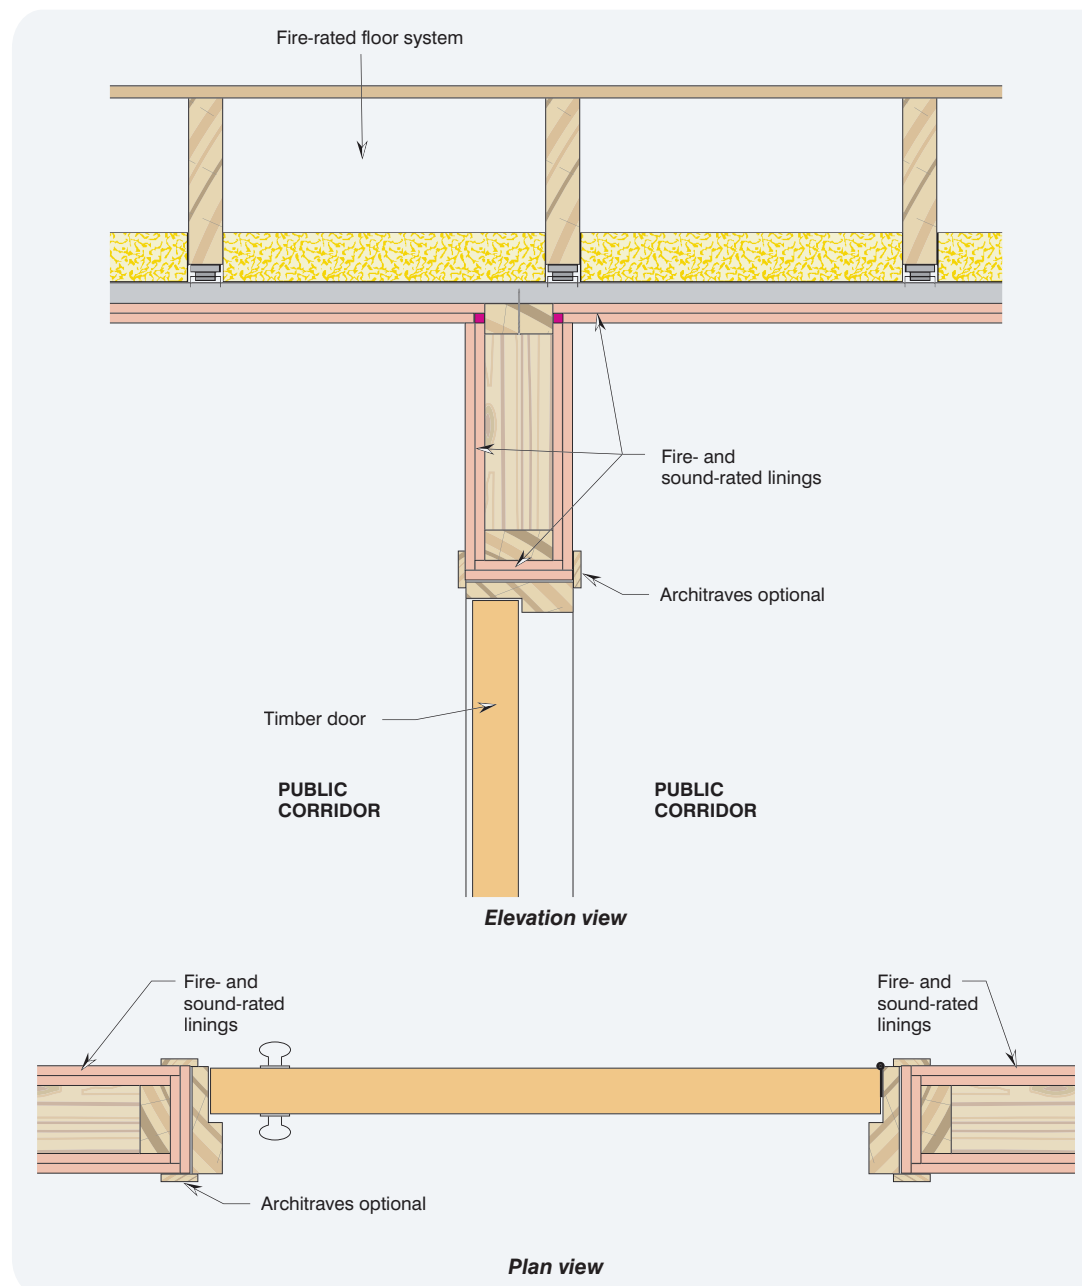 Fire-rated floor system
Fire- and
sound-rated linings
Architraves optional
Timber door
PUBLIC
CORRIDOR
PUBLIC
CORRIDOR
Elevation view
Fire- and
sound-rated
linings
Fire- and
sound-rated
linings
Architraves optional
Plan view